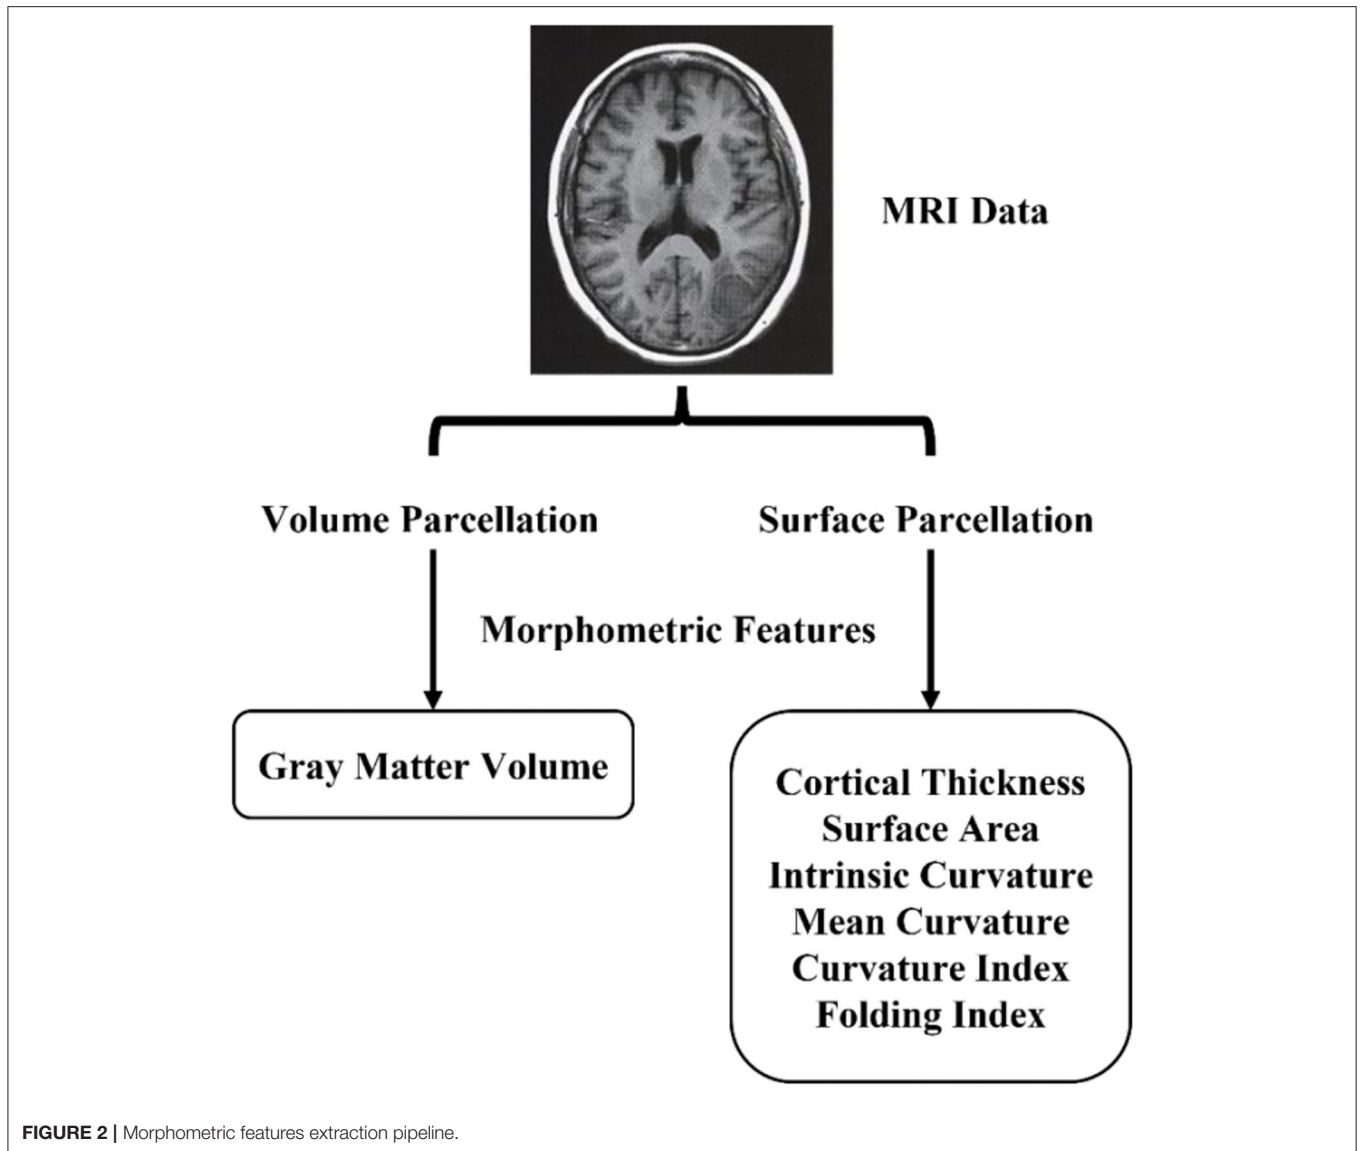 MRI Data
Volume Parcellation
Surface Parcellation
Morphometric Features
Gray Matter Volume
Cortical Thickness
Surface Area
Intrinsic Curvature
Mean Curvature
Curvature Index
Folding Index
FIGURE 2 | Morphometric features extraction pipeline.